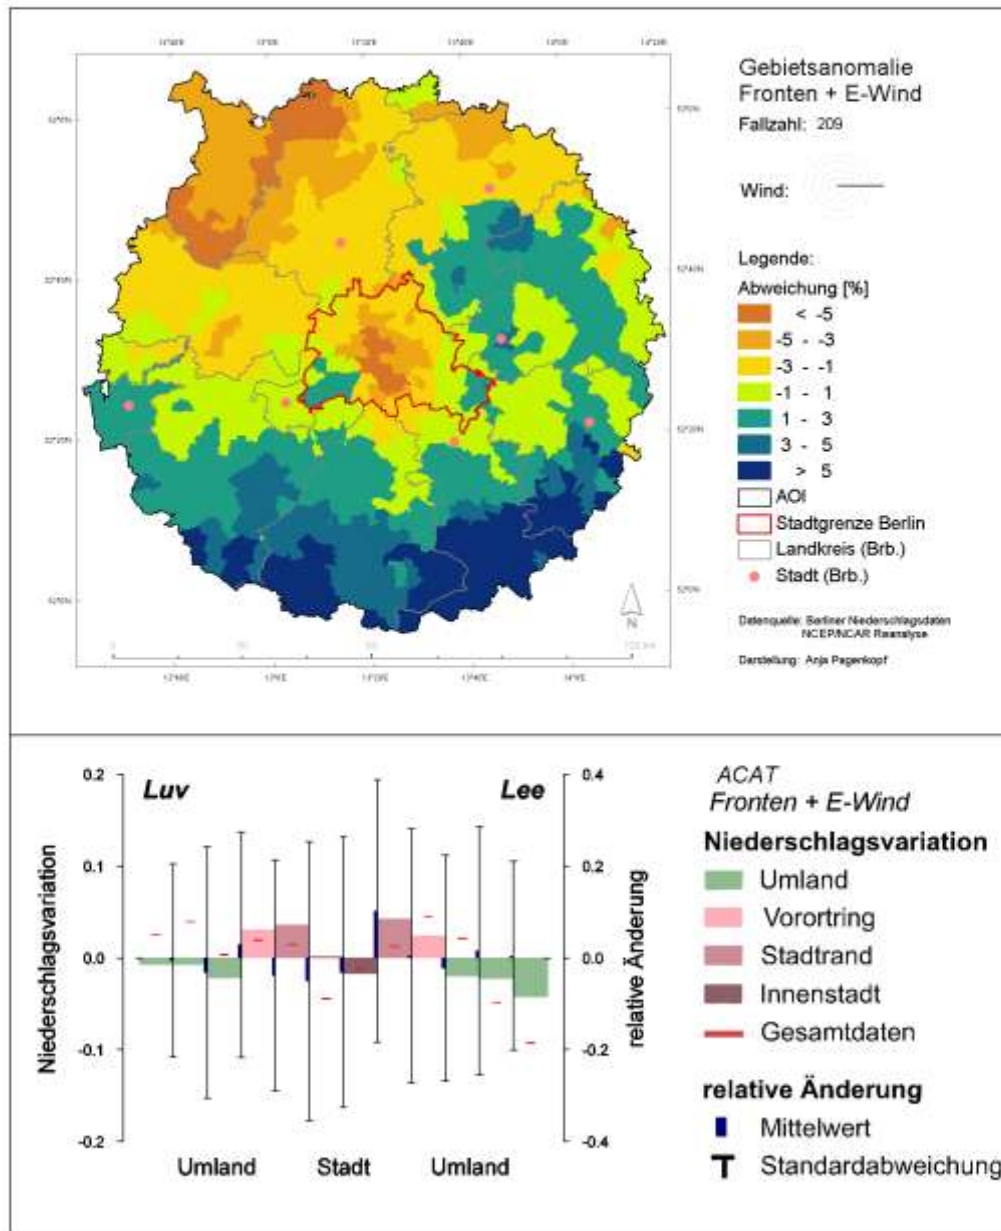 Gebietsanomalie
Fronten + E-Wind
Fallzahl: 209
Wind:
Legende:
Abweichung [%]
< -5
-5 - -3
-3 - -1
-1 - 1
1 - 3
3 - 5
> 5
AOI
Stadtgrenze Berlin
Landkreis (Brb.)
Stadt (Brb.)
N
Datenquelle: Berliner Niederschlagsdaten
NCEP/NCAR Reanalyse
Darstellung: Anja Pagenkopf
Luv
Lee
0.2
0.1
0.0
-0.1
-0.2
Niederschlagsvariation
0.4
0.2
0.0
-0.2
-0.4
relative Änderung
Umland
Stadt
Umland
ACAT
Fronten + E-Wind
Niederschlagsvariation
Umland
Vorortring
Stadtrand
Innenstadt
Gesamtdaten
relative Änderung
Mittelwert
Standardabweichung